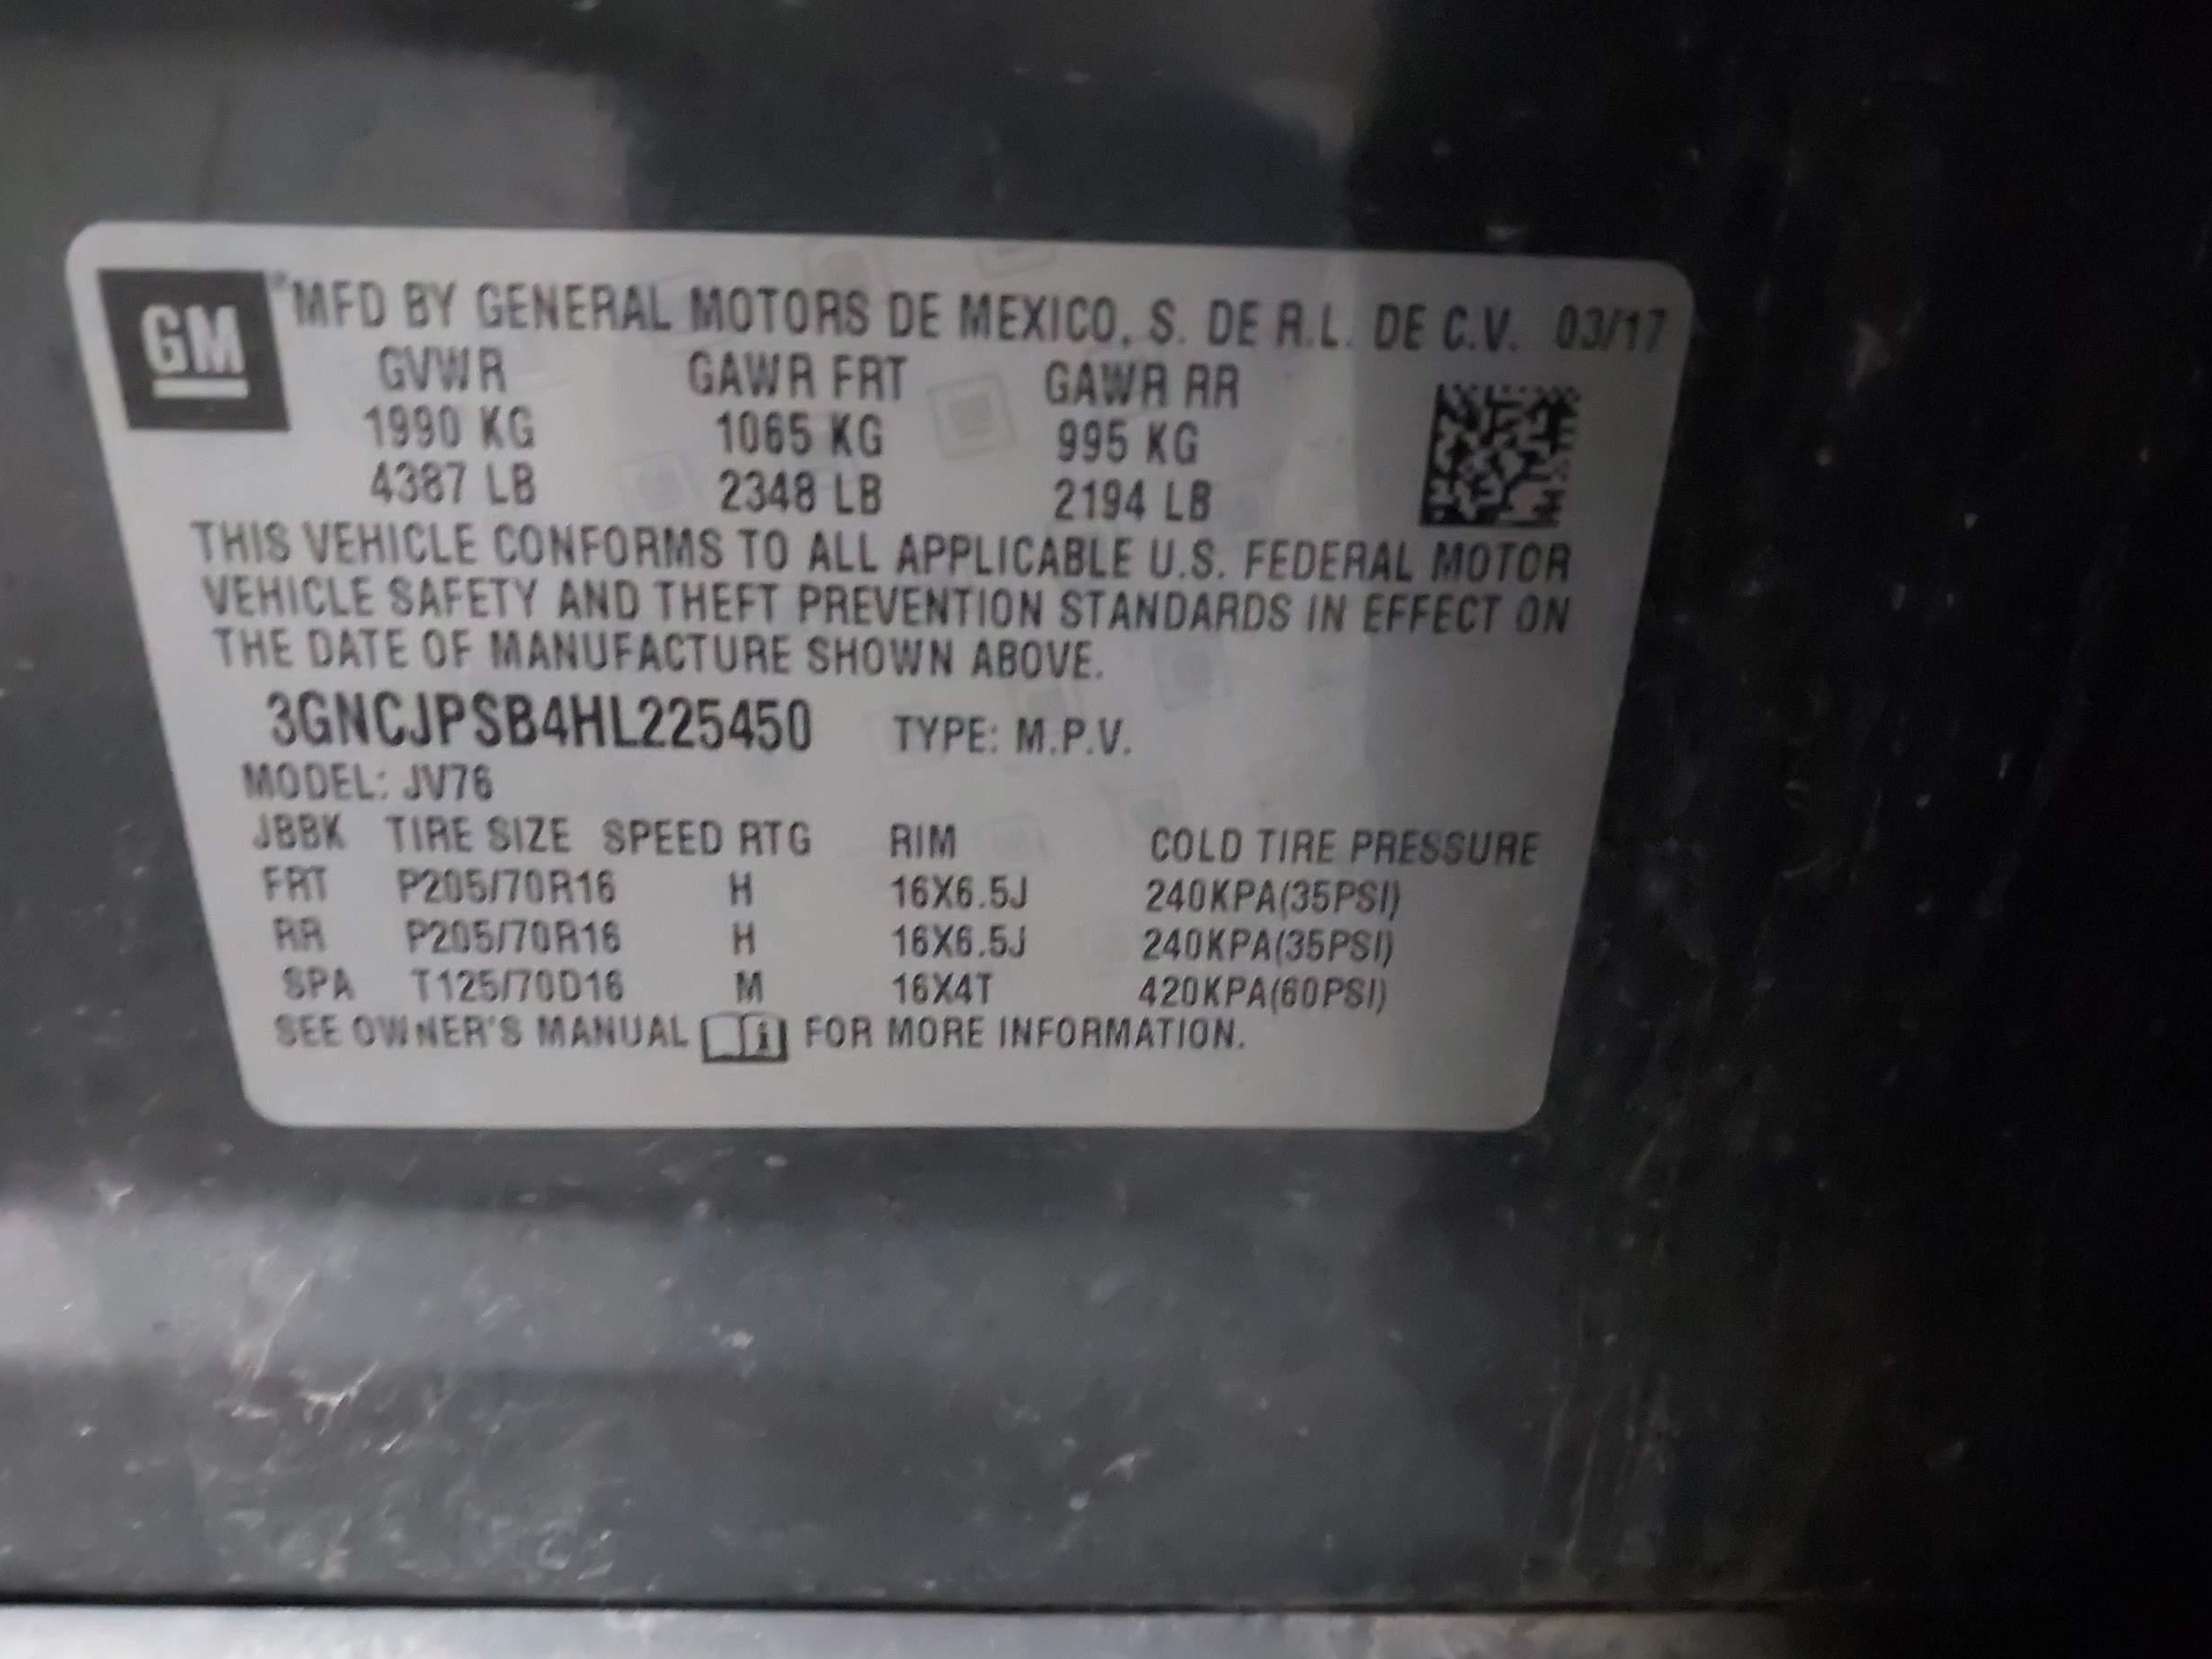 GM
MFD BY GENERAL MOTORS DE MEXICO, S. DE R.L. DE C.V. 03/17
GVWR GAWR FRT GAWR RR
1990 KG 1065 KG 995 KG
4387 LB 2348 LB 2194 LB
THIS VEHICLE CONFORMS TO ALL APPLICABLE U.S. FEDERAL MOTOR
VEHICLE SAFETY AND THEFT PREVENTION STANDARDS IN EFFECT ON
THE DATE OF MANUFACTURE SHOWN ABOVE.
3GNCJPSB4HL225450 TYPE: M.P.V.
MODEL: JV76
JBBK TIRE SIZE SPEED RTG RIM COLD TIRE PRESSURE
FRT P205/70R16 H 16X6.5J 240KPA(35PSI)
RR P205/70R16 H 16X6.5J 240KPA(35PSI)
SPA T125/70D16 M 16X4T 420KPA(60PSI)
SEE OWNER'S MANUAL i FOR MORE INFORMATION.